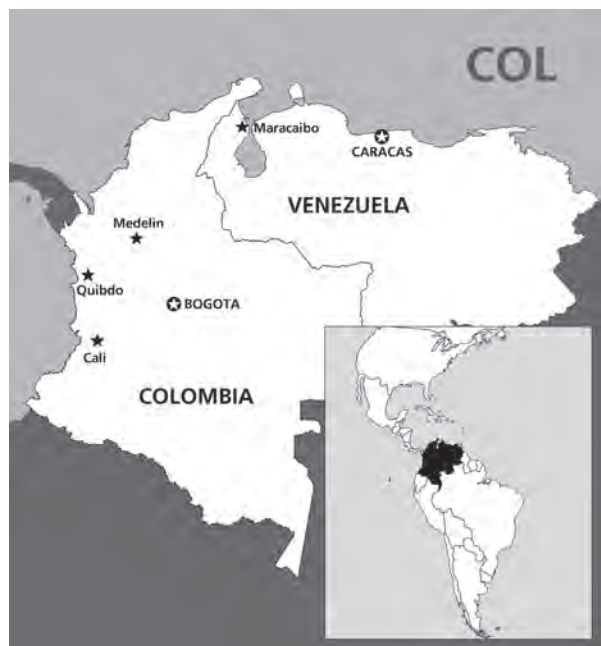 COL
Maracaibo
CARACAS
VENEZUELA
Medelin
Quibdo
BOGOTA
Cali
COLOMBIA